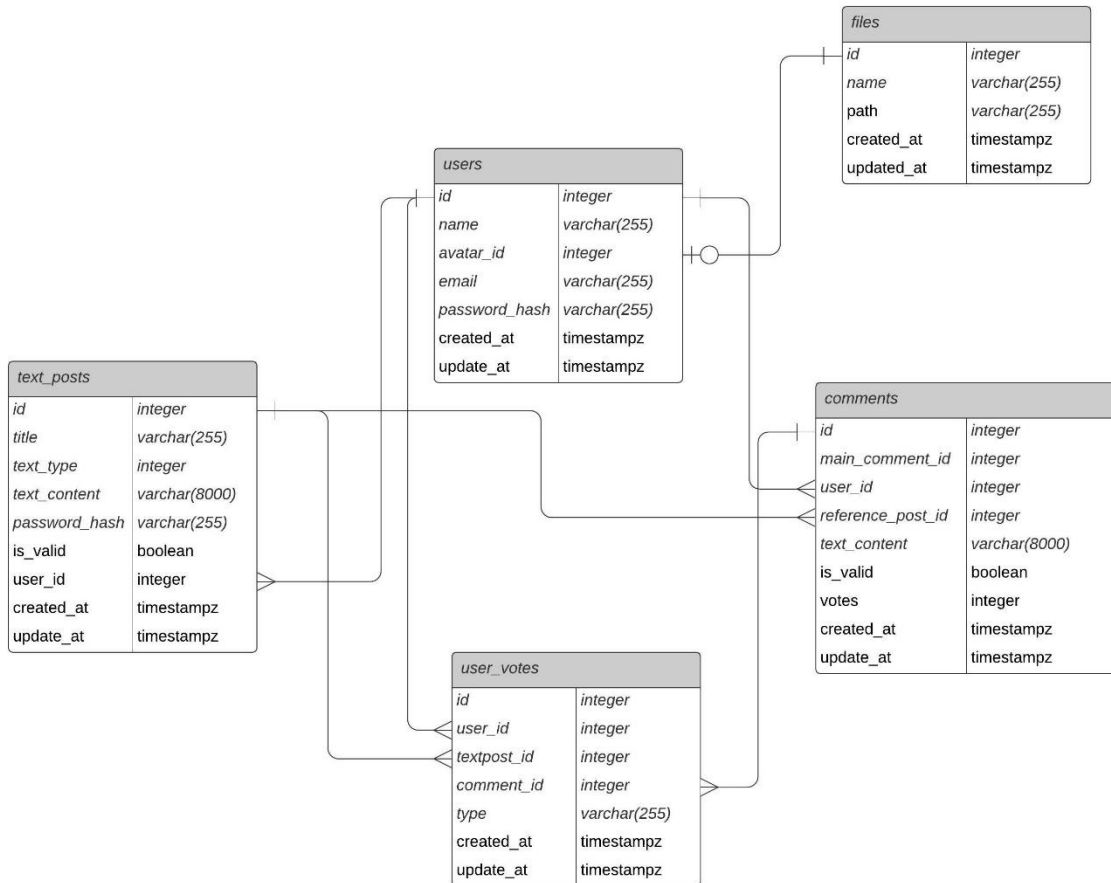 files
id integer
name varchar(255)
path varchar(255)
created_at timestampz
updated_at timestampz
users
id integer
name varchar(255)
avatar_id integer
email varchar(255)
password_hash varchar(255)
created_at timestampz
update_at timestampz
text_posts
id integer
title varchar(255)
text_type integer
text_content varchar(8000)
password_hash varchar(255)
is_valid boolean
user_id integer
created_at timestampz
update_at timestampz
comments
id integer
main_comment_id integer
user_id integer
reference_post_id integer
text_content varchar(8000)
is_valid boolean
votes integer
created_at timestampz
update_at timestampz
user_votes
id integer
user_id integer
textpost_id integer
comment_id integer
type varchar(255)
created_at timestampz
update_at timestampz